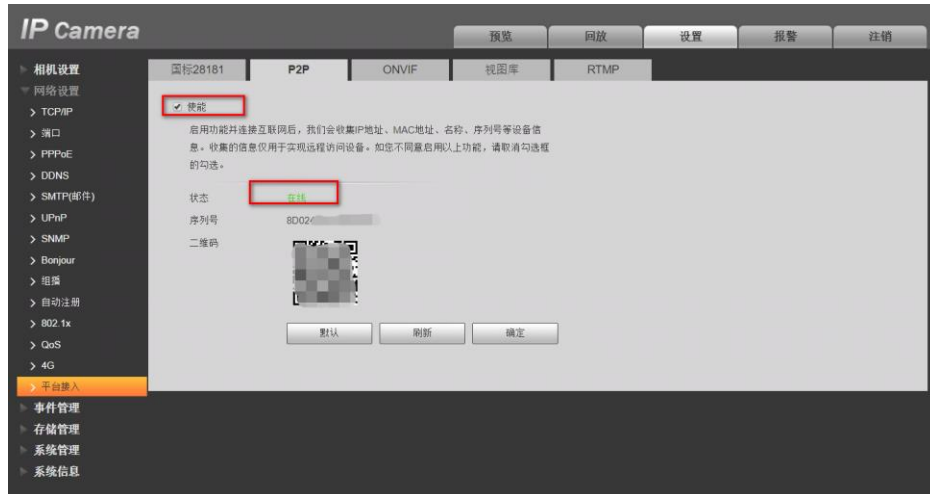 IP Camera
预览 回放 设置 报警 注销
相机设置
网络设置
TCP/IP
端口
PPPoE
DDNS
SMTP(邮件)
UPnP
SNMP
Bonjour
组播
自动注册
802.1x
QoS
4G
平台接入
事件管理
存储管理
系统管理
系统信息
国标28181 P2P ONVIF 视图库 RTMP
使能
启用功能并连接互联网后，我们会收集IP地址、MAC地址、名称、序列号等设备信
息。收集的信息仅用于实现远程访问设备。如您不同意启用以上功能，请取消勾选框
的勾选。
状态 在线
序列号 8D024
二维码
默认 刷新 确定